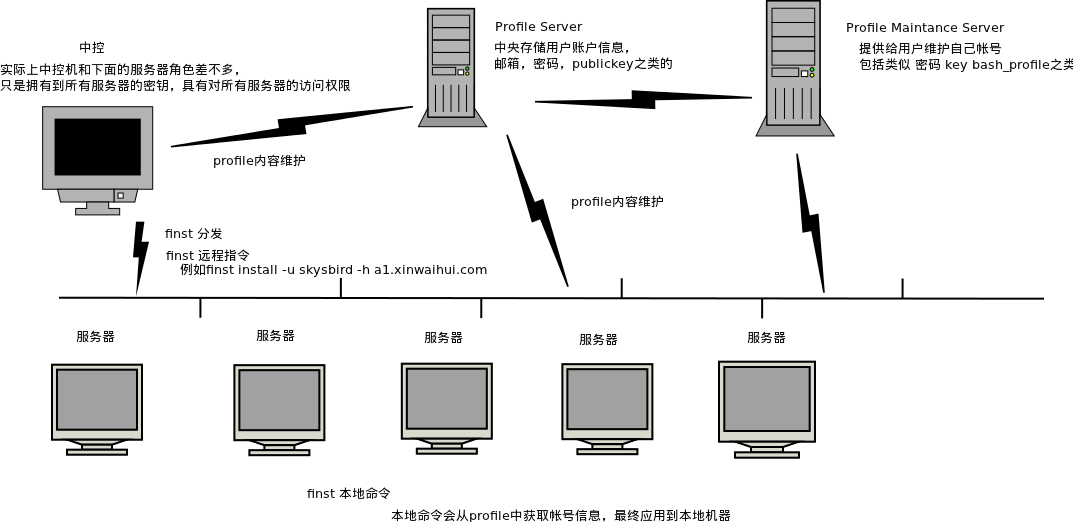 中控
实际上中控机和下面的服务器角色差不多，
只是拥有到所有服务器的密钥，具有对所有服务器的访问权限
Profile Server
中央存储用户账户信息，
邮箱，密码，publickey之类的
Profile Maintance Server
提供给用户维护自己帐号
包括类似 密码 key bash_profile之类
profile内容维护
profile内容维护
finst 分发
finst 远程指令
例如finst install -u skysbird -h a1.xinwaihui.com
服务器
服务器
服务器
服务器
服务器
finst 本地命令
本地命令会从profile中获取帐号信息，最终应用到本地机器